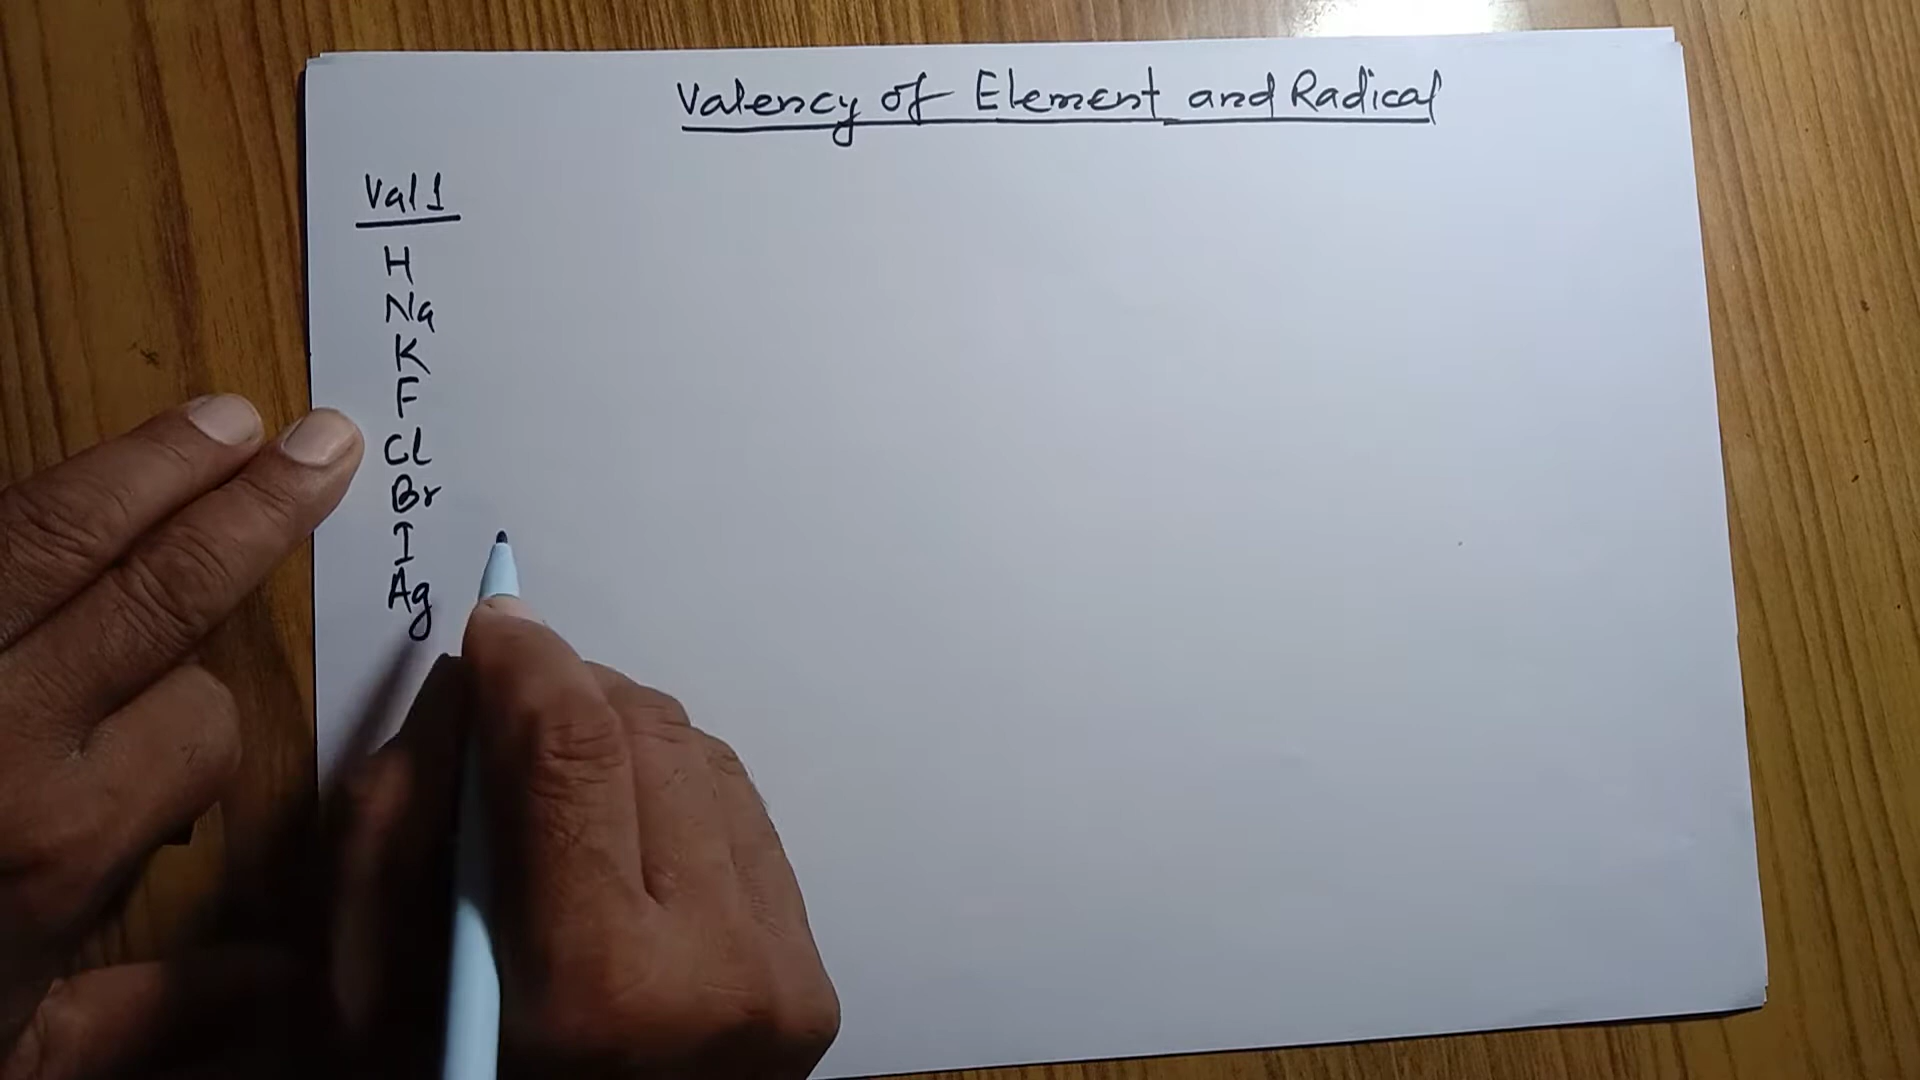 Valency of Element and Radical
Val 1
H
Na
K
F
Cl
Br
I
Ag